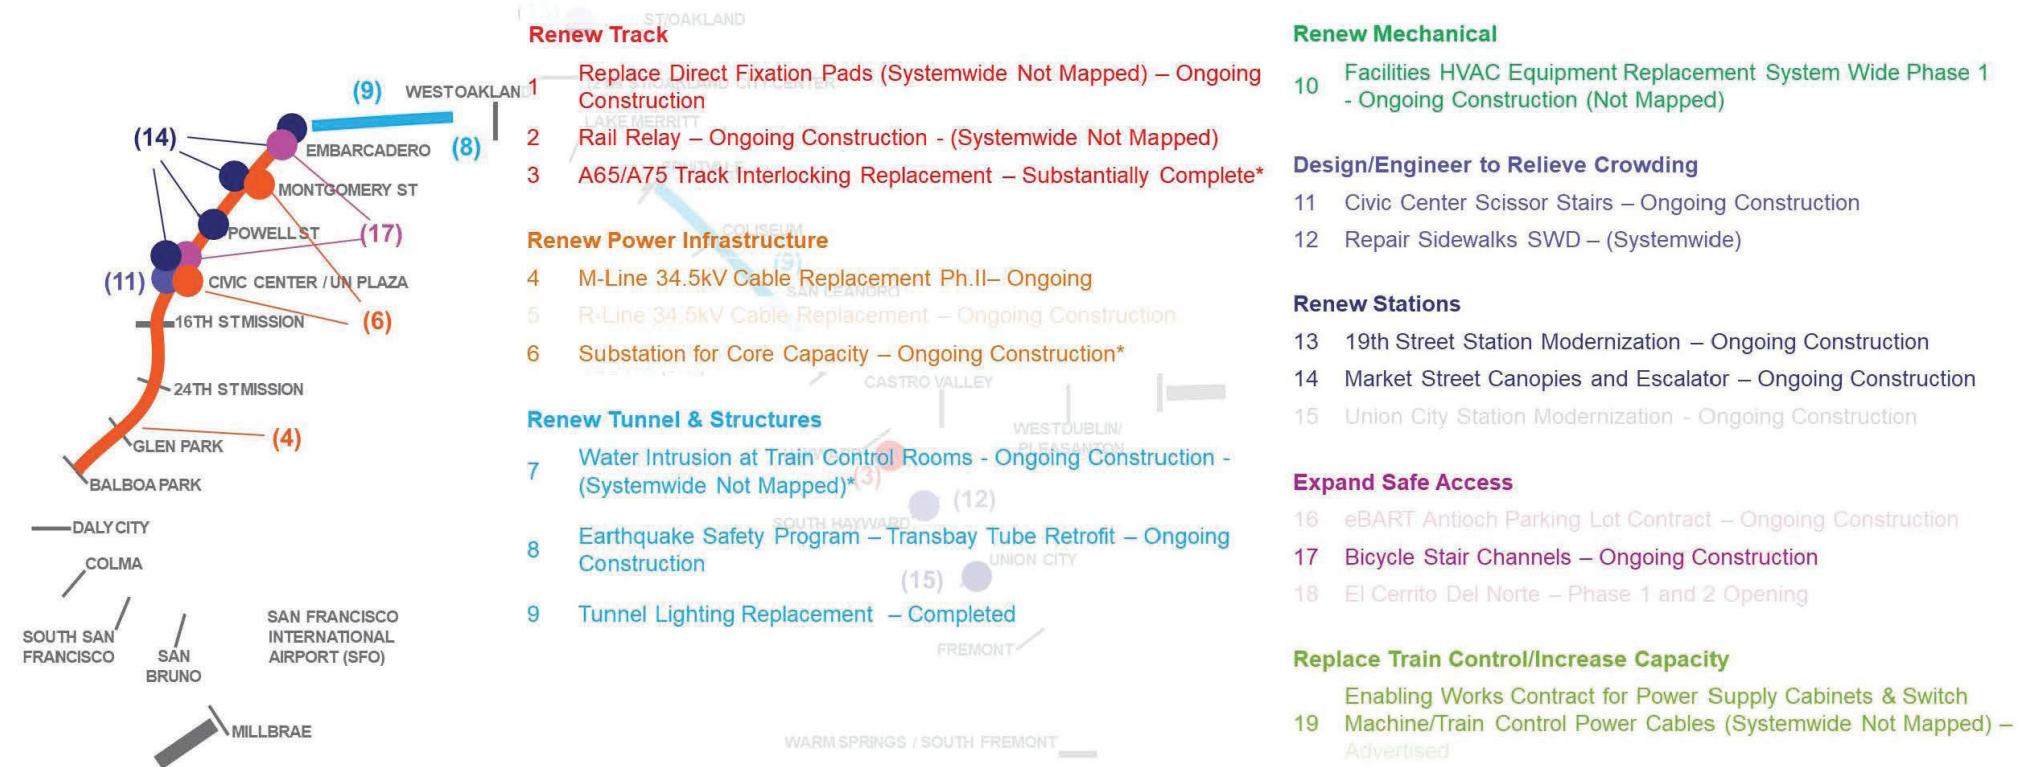 (9)
WEST OAKLAND
(14)
EMBARCADERO
(8)
MONTGOMERY ST
POWELL ST
(17)
(11)
CIVIC CENTER / UN PLAZA
16TH ST MISSION
(6)
24TH ST MISSION
(4)
GLEN PARK
BALBOA PARK
DALY CITY
COLMA
SOUTH SAN
FRANCISCO
SAN
BRUNO
SAN FRANCISCO
INTERNATIONAL
AIRPORT (SFO)
MILLBRAE
ST/OAKLAND
Renew Track
1 Replace Direct Fixation Pads (Systemwide Not Mapped) – Ongoing
Construction
2 Rail Relay – Ongoing Construction - (Systemwide Not Mapped)
3 A65/A75 Track Interlocking Replacement – Substantially Complete*
Renew Power Infrastructure
4 M-Line 34.5kV Cable Replacement Ph.II– Ongoing
5 R-Line 34.5kV Cable Replacement – Ongoing Construction
6 Substation for Core Capacity – Ongoing Construction*
Renew Tunnel & Structures
7 Water Intrusion at Train Control Rooms - Ongoing Construction -
(Systemwide Not Mapped)*
8 Earthquake Safety Program – Transbay Tube Retrofit – Ongoing
Construction
9 Tunnel Lighting Replacement – Completed
LAKE MERRITT
FRUITVALE
COLISEUM
(9)
SAN LEANDRO
CASTRO VALLEY
WEST DUBLIN/
PLEASANTON
(3)
(12)
SOUTH HAYWARD
UNION CITY
(15)
FREMONT
WARM SPRINGS / SOUTH FREMONT
Renew Mechanical
10 Facilities HVAC Equipment Replacement System Wide Phase 1
- Ongoing Construction (Not Mapped)
Design/Engineer to Relieve Crowding
11 Civic Center Scissor Stairs – Ongoing Construction
12 Repair Sidewalks SWD – (Systemwide)
Renew Stations
13 19th Street Station Modernization – Ongoing Construction
14 Market Street Canopies and Escalator – Ongoing Construction
15 Union City Station Modernization - Ongoing Construction
Expand Safe Access
16 eBART Antioch Parking Lot Contract – Ongoing Construction
17 Bicycle Stair Channels – Ongoing Construction
18 El Cerrito Del Norte – Phase 1 and 2 Opening
Replace Train Control/Increase Capacity
19 Enabling Works Contract for Power Supply Cabinets & Switch
Machine/Train Control Power Cables (Systemwide Not Mapped) –
Advertised